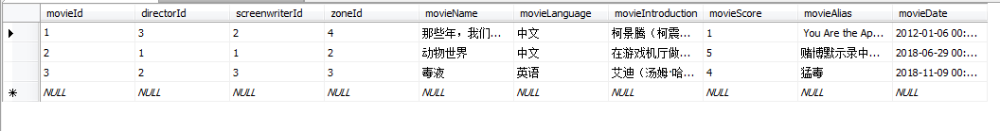 movieId directorId screenwriterId zoneId movieName movieLanguage movieIntroduction movieScore movieAlias movieDate
1 3 2 4 那些年，我们... 中文 柯景腾（柯震... 1 You Are the Ap... 2012-01-06 00:...
2 1 1 2 动物世界 中文 在游戏机厅做... 5 赌博默示录中... 2018-06-29 00:...
3 2 3 3 毒液 英语 艾迪（汤姆·哈... 4 猛毒 2018-11-09 00:...
NULL NULL NULL NULL NULL NULL NULL NULL NULL NULL